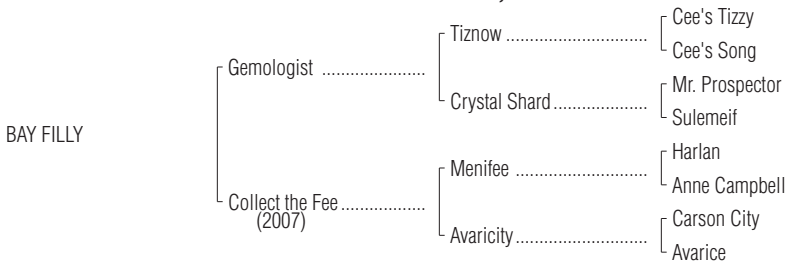 Cee's Tizzy
Tiznow ..............................
Cee's Song
Gemologist ......................
Mr. Prospector
Crystal Shard....................
Sulemeif
BAY FILLY
Harlan
Menifee ............................
Anne Campbell
Collect the Fee..................
(2007)
Carson City
Avaricity............................
Avarice